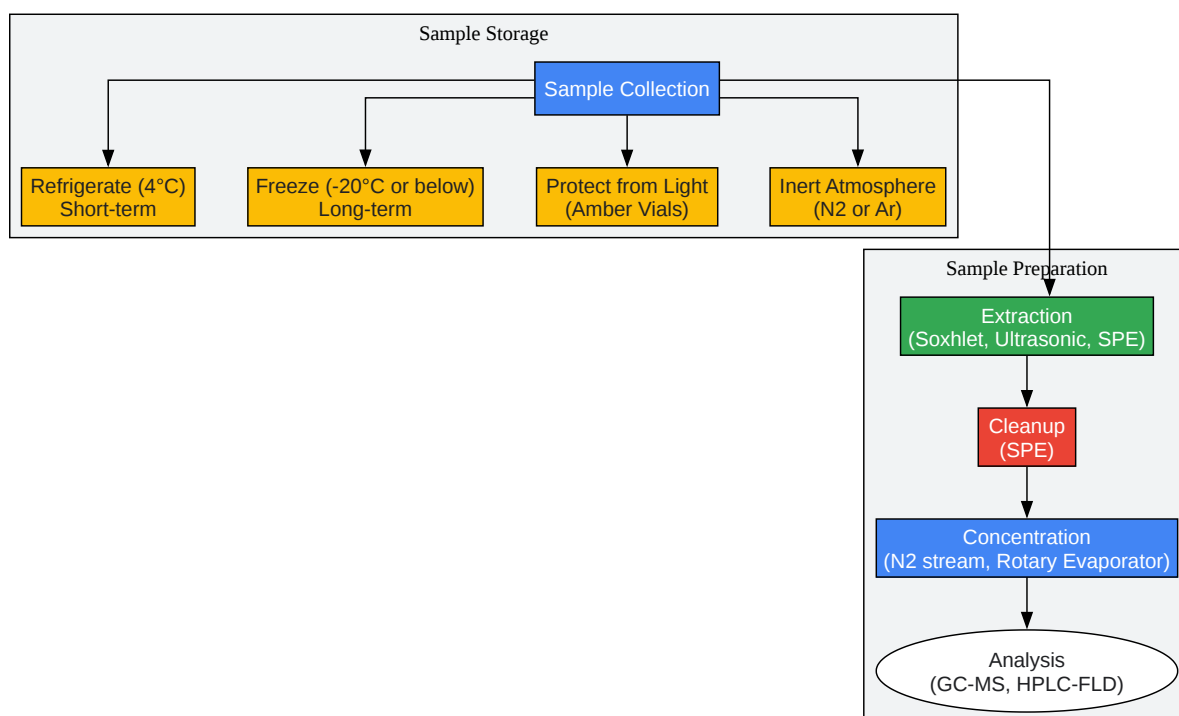 Sample Storage
Sample Collection
Refrigerate (4°C)
Short-term
Freeze (-20°C or below)
Long-term
Protect from Light
(Amber Vials)
Inert Atmosphere
(N2 or Ar)
Sample Preparation
Extraction
(Soxhlet, Ultrasonic, SPE)
Cleanup
(SPE)
Concentration
(N2 stream, Rotary Evaporator)
Analysis
(GC-MS, HPLC-FLD)